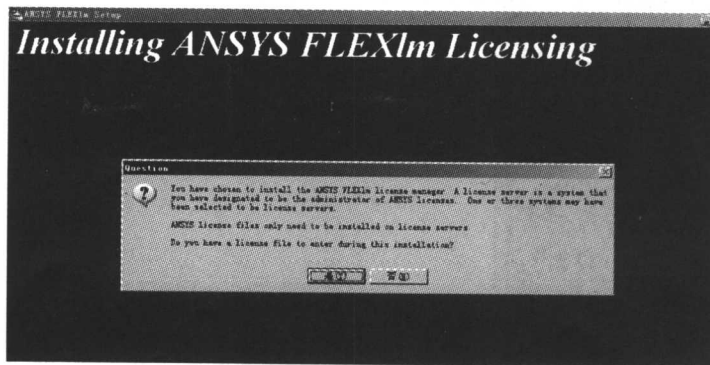 ANSYS FLEXlm Setup
Installing ANSYS FLEXlm Licensing
Question
You have chosen to install the ANSYS FLEXlm license manager. A license server is a system that
you have designated to be the administrator of ANSYS licenses. One or three systems may have
been selected to be license servers.
ANSYS license files only need to be installed on license servers
Do you have a license file to enter during this installation?
是(Y)
否(N)